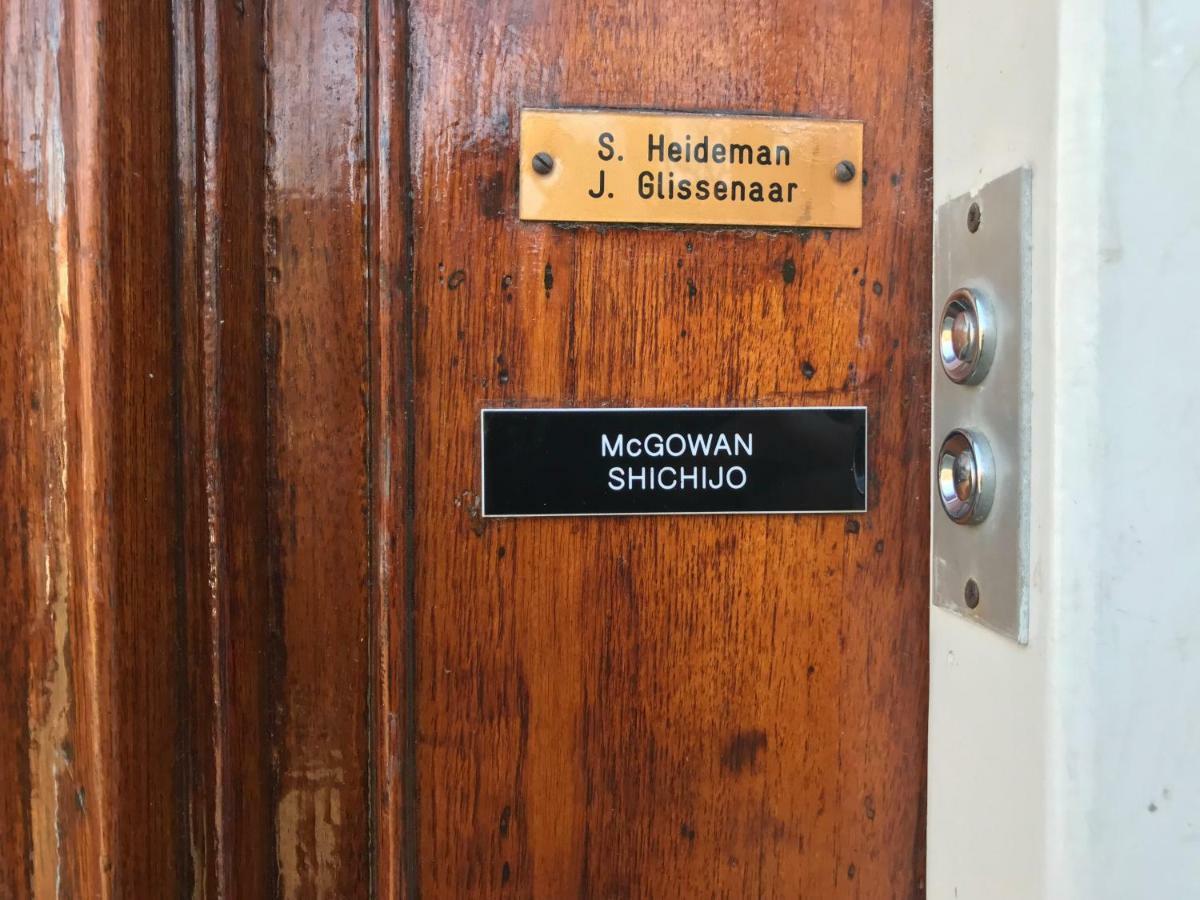 S. Heideman
J. Glissenaar
McGOWAN
SHICHIJO